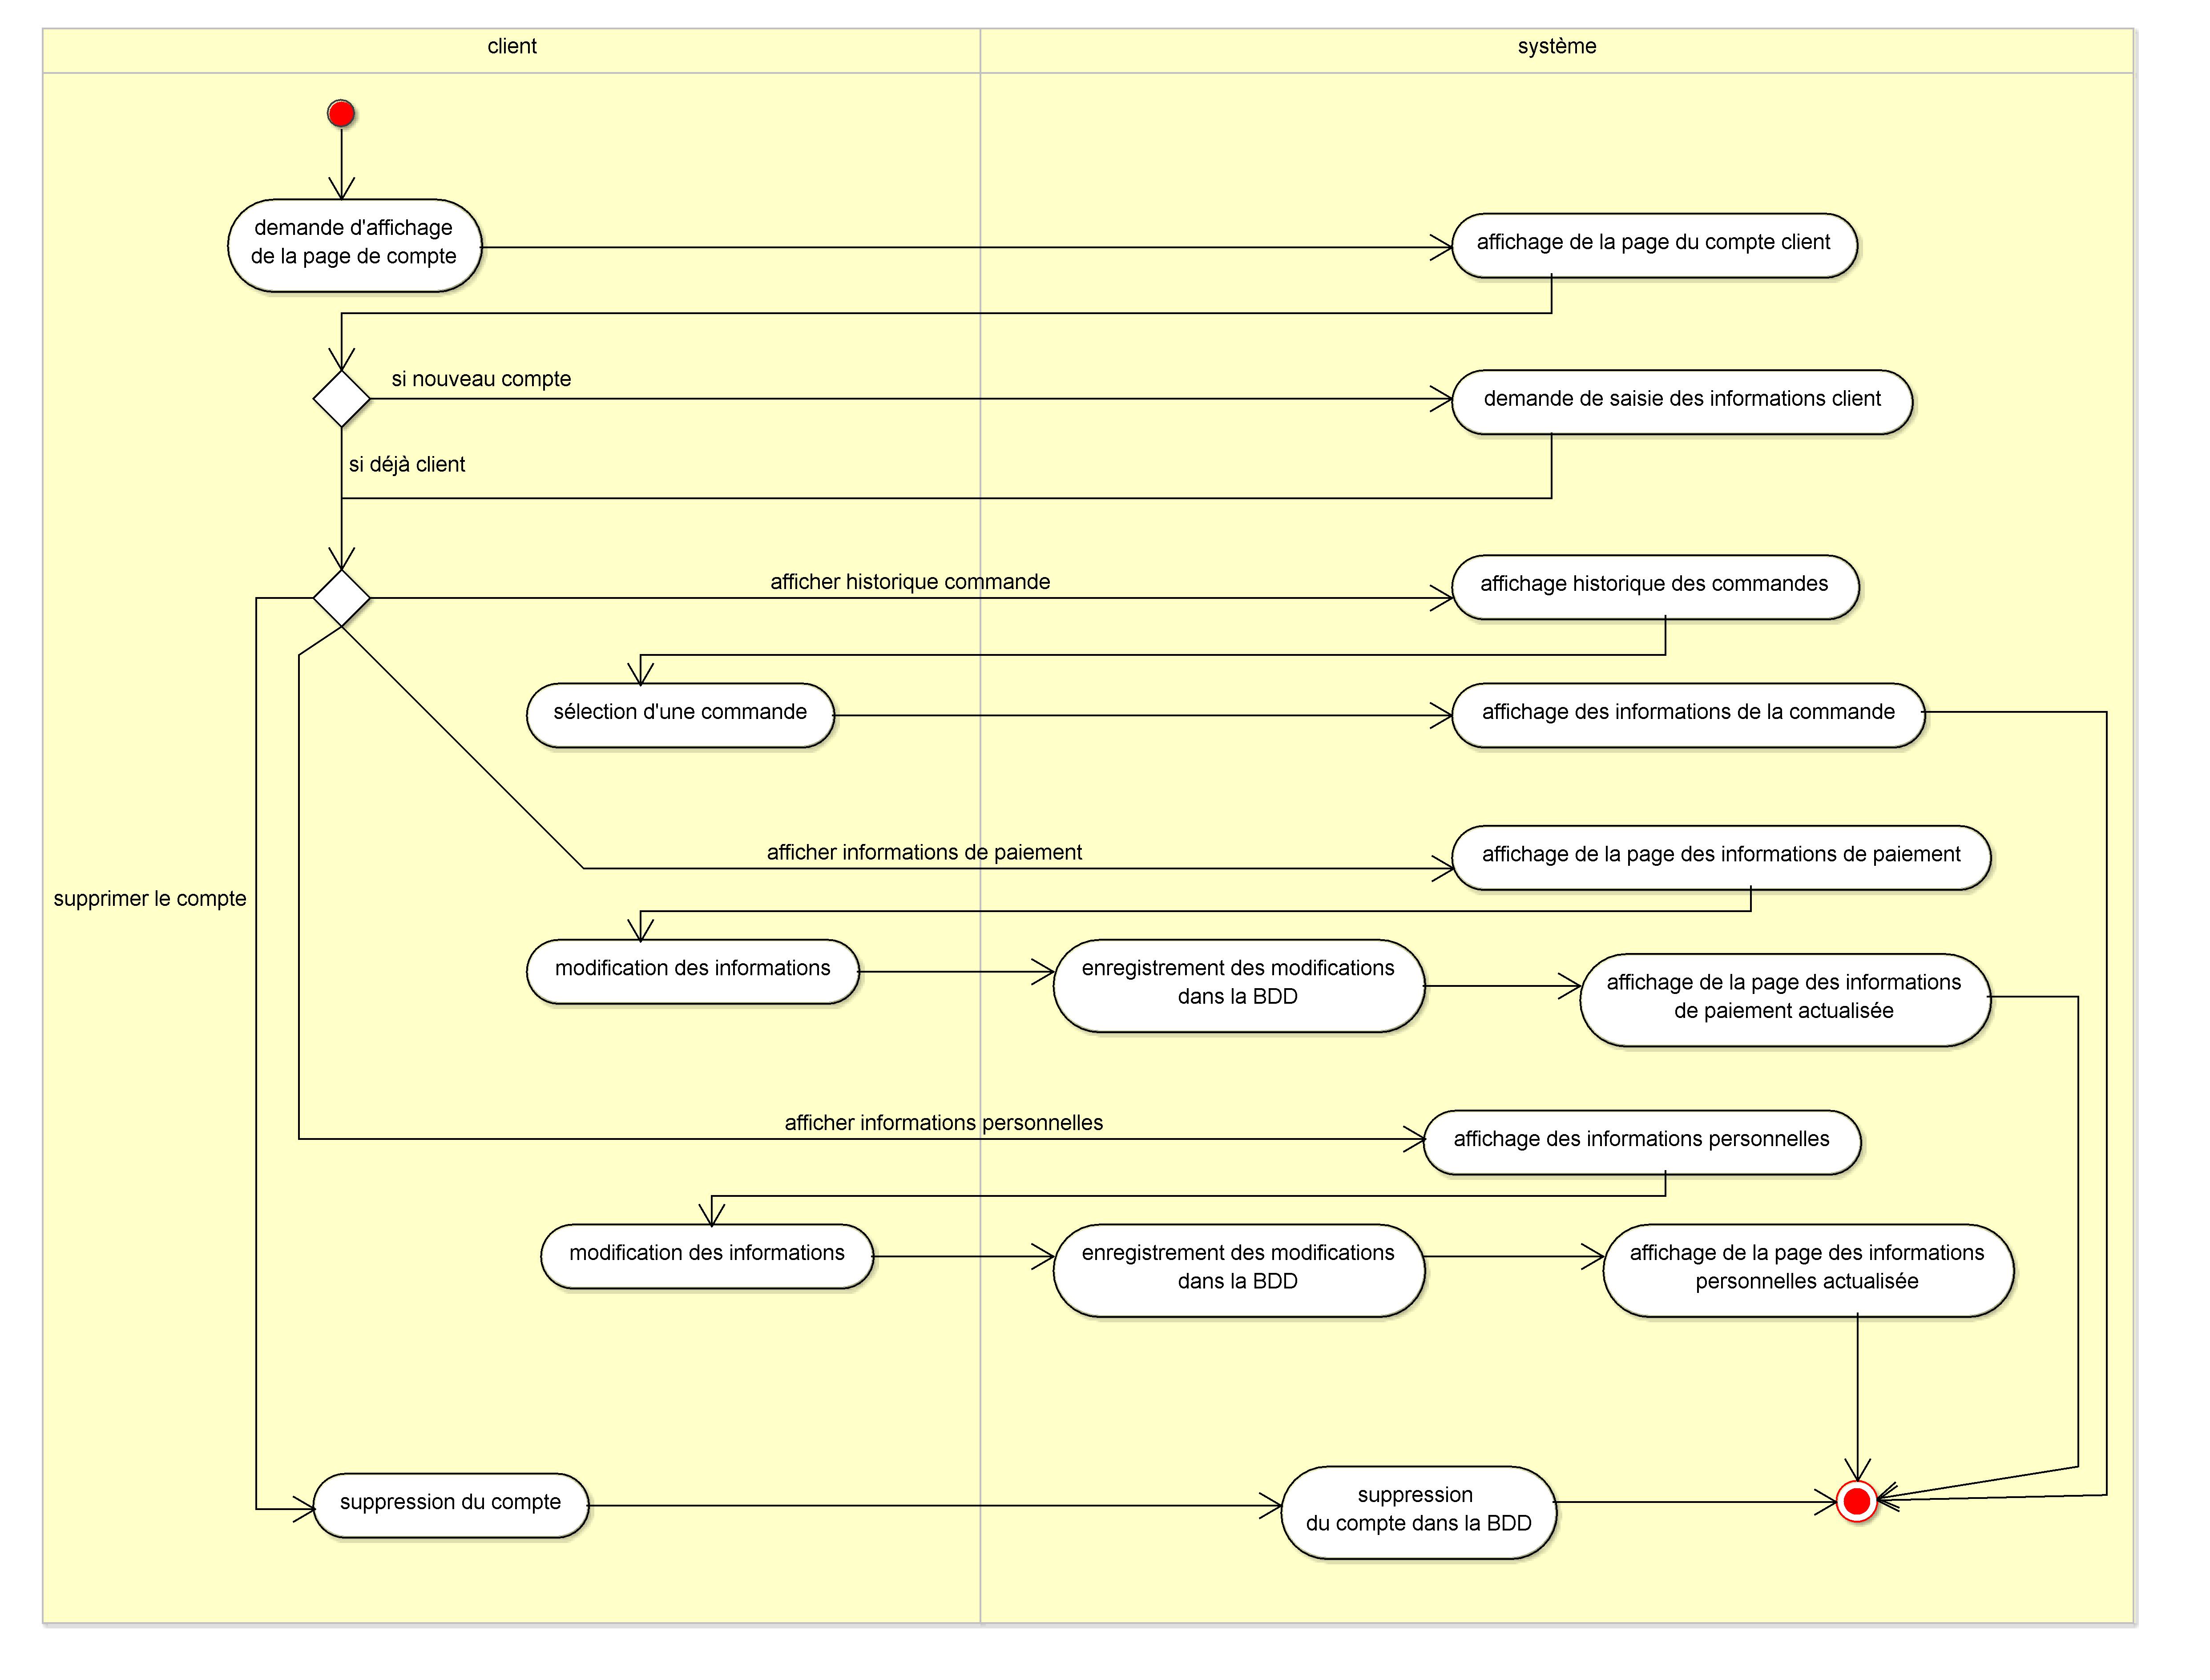 client
système
demande d'affichage
de la page de compte
affichage de la page du compte client
si nouveau compte
demande de saisie des informations client
si déjà client
afficher historique commande
affichage historique des commandes
sélection d'une commande
affichage des informations de la commande
afficher informations de paiement
affichage de la page des informations de paiement
supprimer le compte
modification des informations
enregistrement des modifications
dans la BDD
affichage de la page des informations
de paiement actualisée
afficher informations personnelles
affichage des informations personnelles
modification des informations
enregistrement des modifications
dans la BDD
affichage de la page des informations
personnelles actualisée
suppression du compte
suppression
du compte dans la BDD